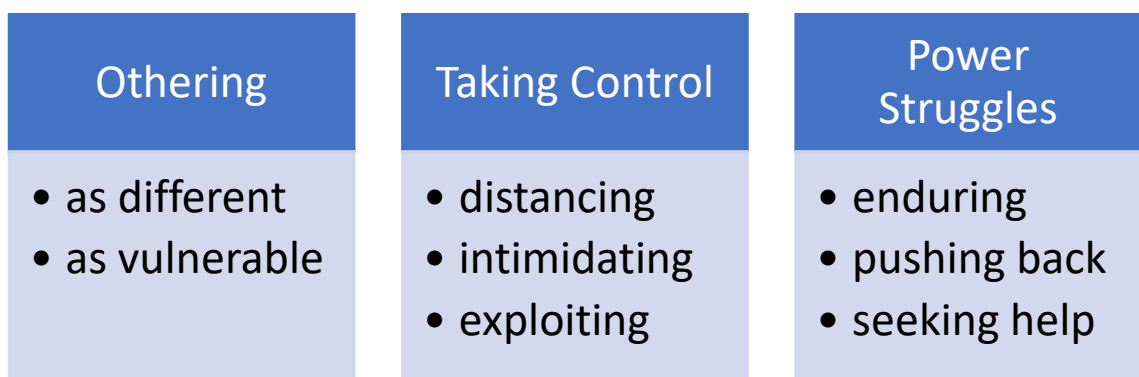 Othering
• as different
• as vulnerable
Taking Control
• distancing
• intimidating
• exploiting
Power
Struggles
• enduring
• pushing back
• seeking help